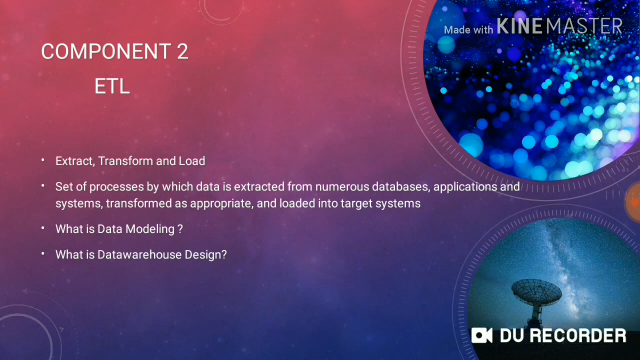 Made with KINEMASTER
COMPONENT 2
ETL
• Extract, Transform and Load
• Set of processes by which data is extracted from numerous databases, applications and
systems, transformed as appropriate, and loaded into target systems
• What is Data Modeling ?
• What is Datawarehouse Design?
DU RECORDER